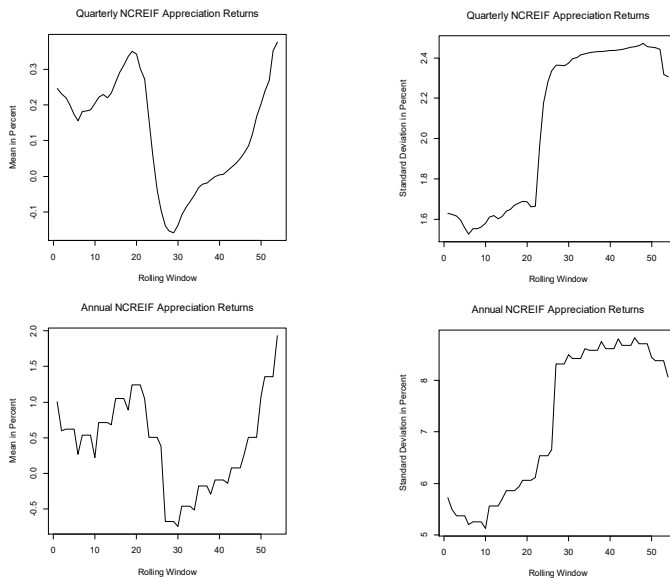 Quarterly NCREIF Appreciation Returns
Mean in Percent
0.3
0.2
0.1
0.0
-0.1
0 10 20 30 40 50
Rolling Window
Quarterly NCREIF Appreciation Returns
Standard Deviation in Percent
2.4
2.2
2.0
1.8
1.6
0 10 20 30 40 50
Rolling Window
Annual NCREIF Appreciation Returns
Mean in Percent
2.0
1.5
1.0
0.5
0.0
-0.5
0 10 20 30 40 50
Rolling Window
Annual NCREIF Appreciation Returns
Standard Deviation in Percent
8
7
6
5
0 10 20 30 40 50
Rolling Window